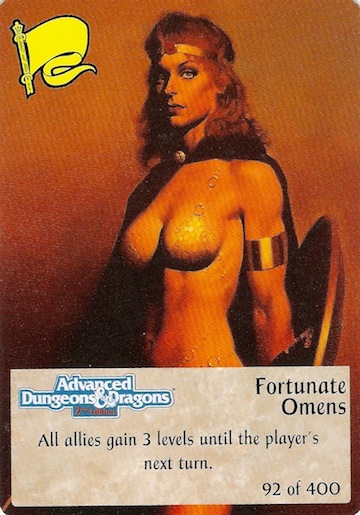 Advanced
Dungeons & Dragons
2nd Edition
Fortunate
Omens
All allies gain 3 levels until the player's
next turn.
92 of 400